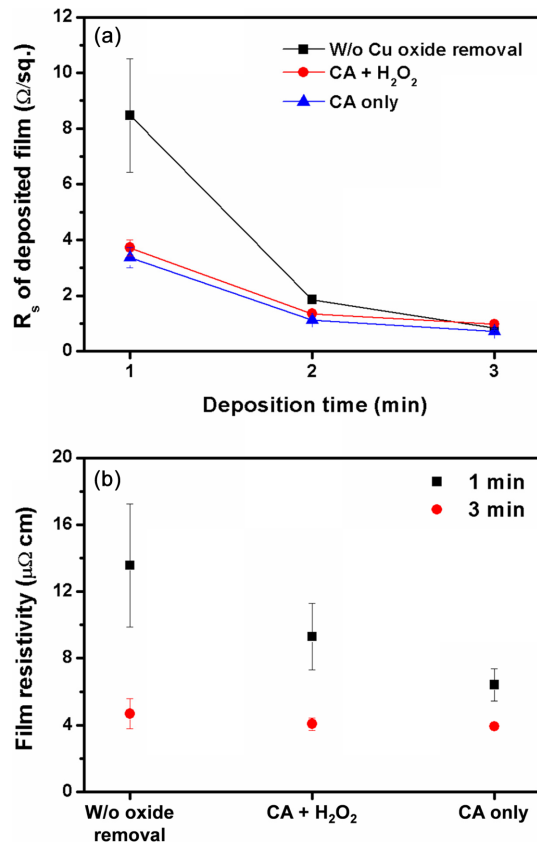 (a)
W/o Cu oxide removal
CA + H₂O₂
CA only
Rₛ of deposited film (Ω/sq.)
12
10
8
6
4
2
0
1 2 3
Deposition time (min)
(b)
1 min
3 min
Film resistivity (μΩ cm)
20
16
12
8
4
0
W/o oxide CA + H₂O₂ CA only
removal